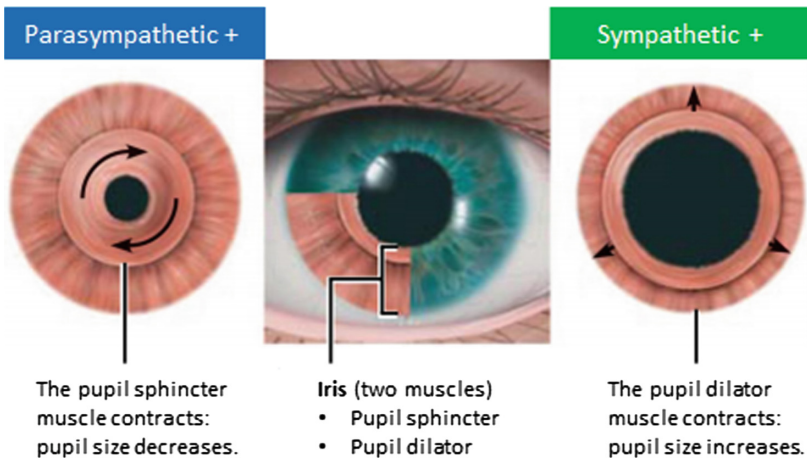 Parasympathetic +
Sympathetic +
The pupil sphincter
muscle contracts:
pupil size decreases.
Iris (two muscles)
• Pupil sphincter
• Pupil dilator
The pupil dilator
muscle contracts:
pupil size increases.